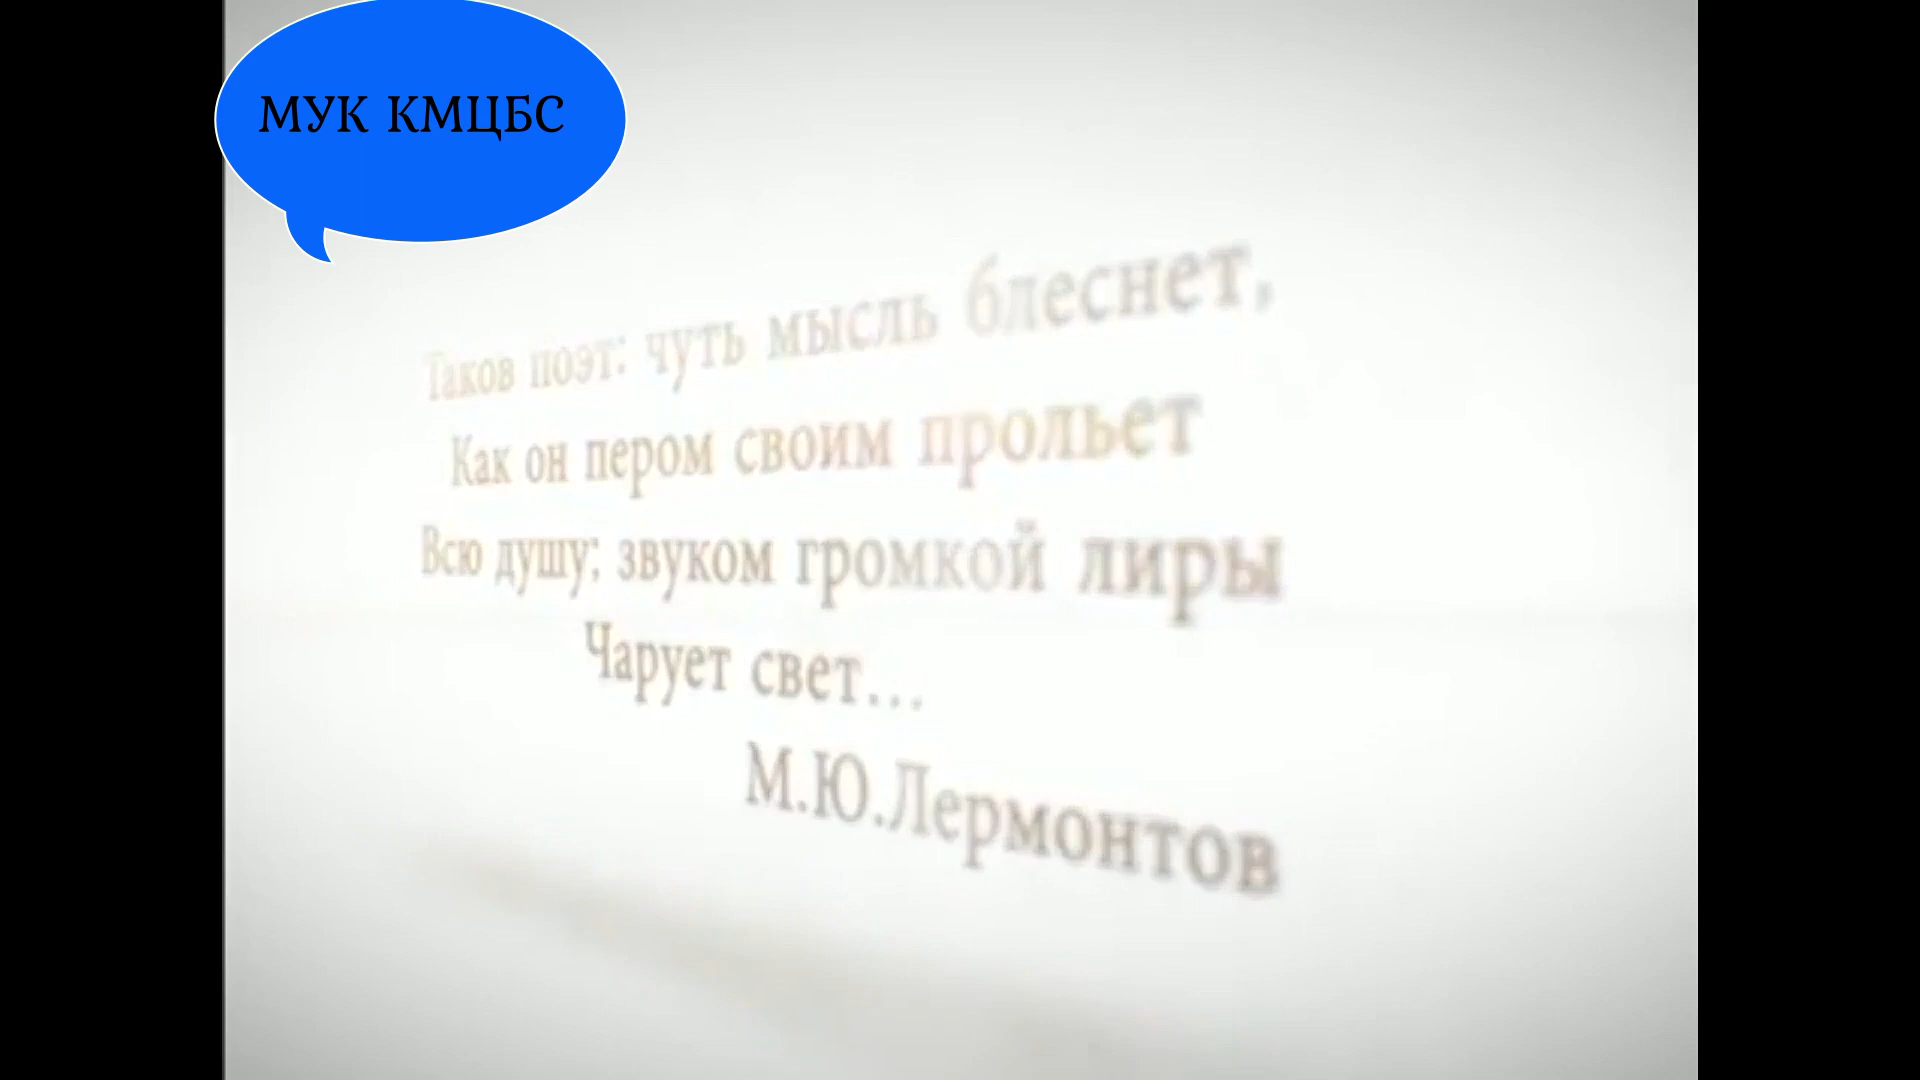 МУК КМЦБС
Таков поэт: чуть мысль блеснет,
Как он пером своим прольет
Всю душу; звуком громкой лиры
Чарует свет...
М.Ю.Лермонтов